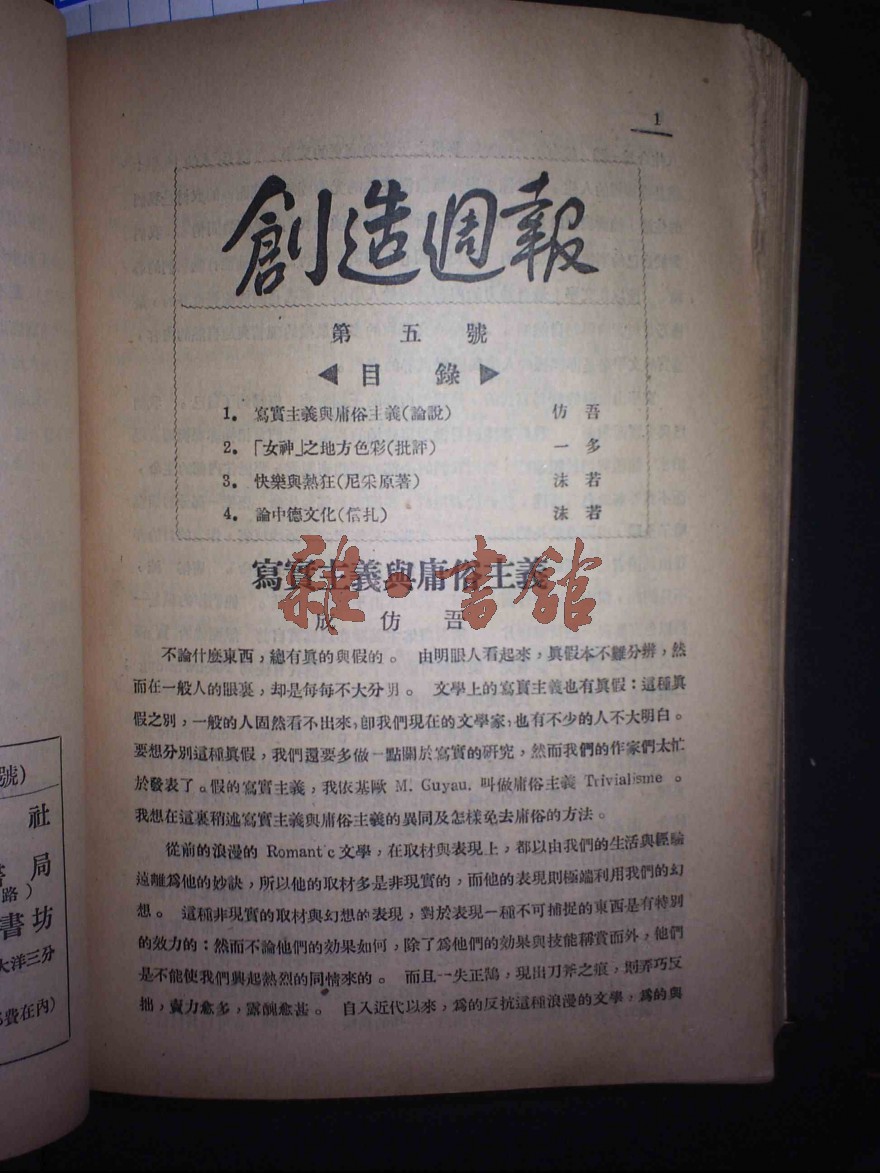 1
創造週報
第五號
◀目錄▶
1. 寫實主義與庸俗主義(論説) 仿吾
2. 「女神」之地方色彩(批評) 一多
3. 快樂與熱狂(尼采原著) 沫若
4. 論中德文化(信扎) 沫若
寫實主義與庸俗主義
雜·書館
成仿吾
不論什麽東西，總有眞的與假的。 由明眼人看起來，眞假本不難分辨，然
而在一般人的眼裏，却是每每不大分男。 文學上的寫實主義也有眞假：這種眞
假之別，一般的人固然看不出來，卽我們現在的文學家，也有不少的人不大明白。
要想分別這種眞假，我們還要多做一點關於寫實的研究，然而我們的作家們太忙
於發表了。假的寫實主義，我依基歐 M. Guyau. 叫做庸俗主義 Trivialisme 。
我想在這裏稍述寫實主義與庸俗主義的異同及怎樣免去庸俗的方法。
從前的浪漫的 Romantc 文學，在取材與表現上，都以由我們的生活與經驗
遠離爲他的妙訣，所以他的取材多是非現實的，而他的表現則極端利用我們的幻
想。 這種非現實的取材與幻想的表現，對於表現一種不可捕捉的東西是有特別
的效力的：然而不論他們的效果如何，除了爲他們的效果與技能稱賞而外，他們
是不能使我們興起熱烈的同情來的。 而且一失正鵠，現出刀斧之痕，則弄巧反
拙，賣力愈多，露醜愈甚。 自入近代以來，爲的反抗這種浪漫的文學，爲的與
號)
社
局
路)
書坊
大洋三分
費在內)